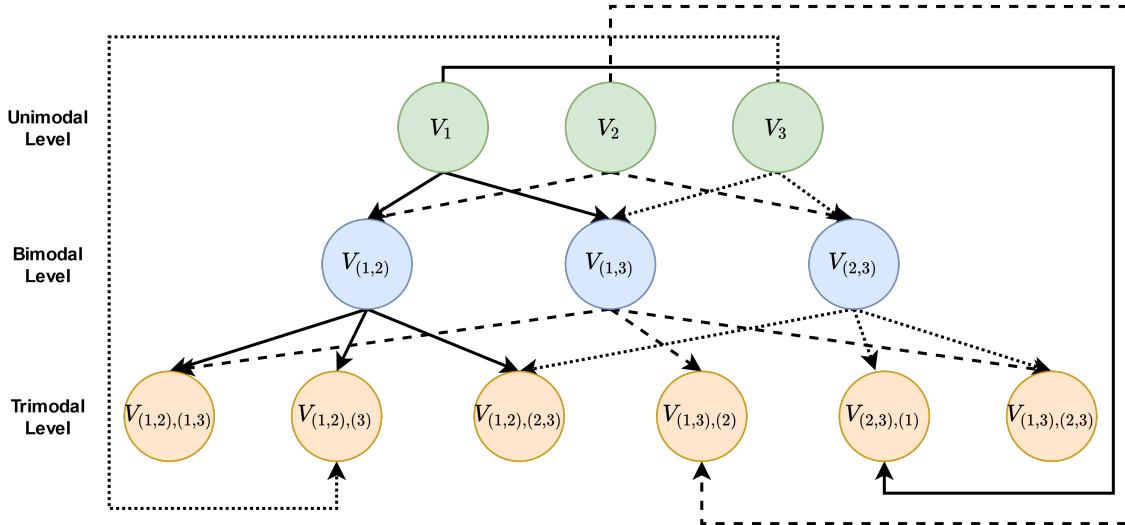 Unimodal
Level
V₁ V₂ V₃
Bimodal
Level
V₍₁,₂₎ V₍₁,₃₎ V₍₂,₃₎
Trimodal
Level
V₍₁,₂₎,₍₁,₃₎ V₍₁,₂₎,₍₃₎ V₍₁,₂₎,₍₂,₃₎ V₍₁,₃₎,₍₂₎ V₍₂,₃₎,₍₁₎ V₍₁,₃₎,₍₂,₃₎